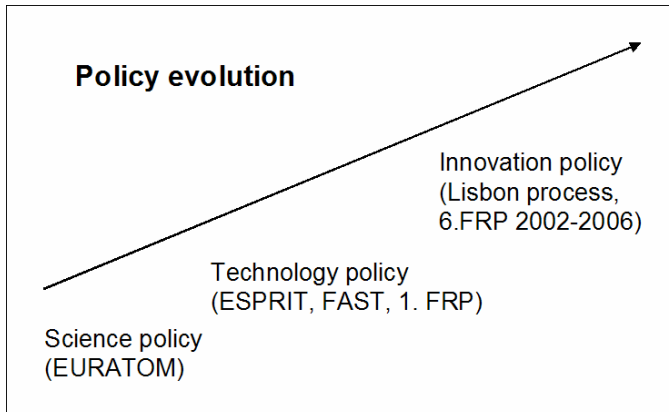 Policy evolution
Innovation policy
(Lisbon process,
6.FRP 2002-2006)
Technology policy
(ESPRIT, FAST, 1. FRP)
Science policy
(EURATOM)